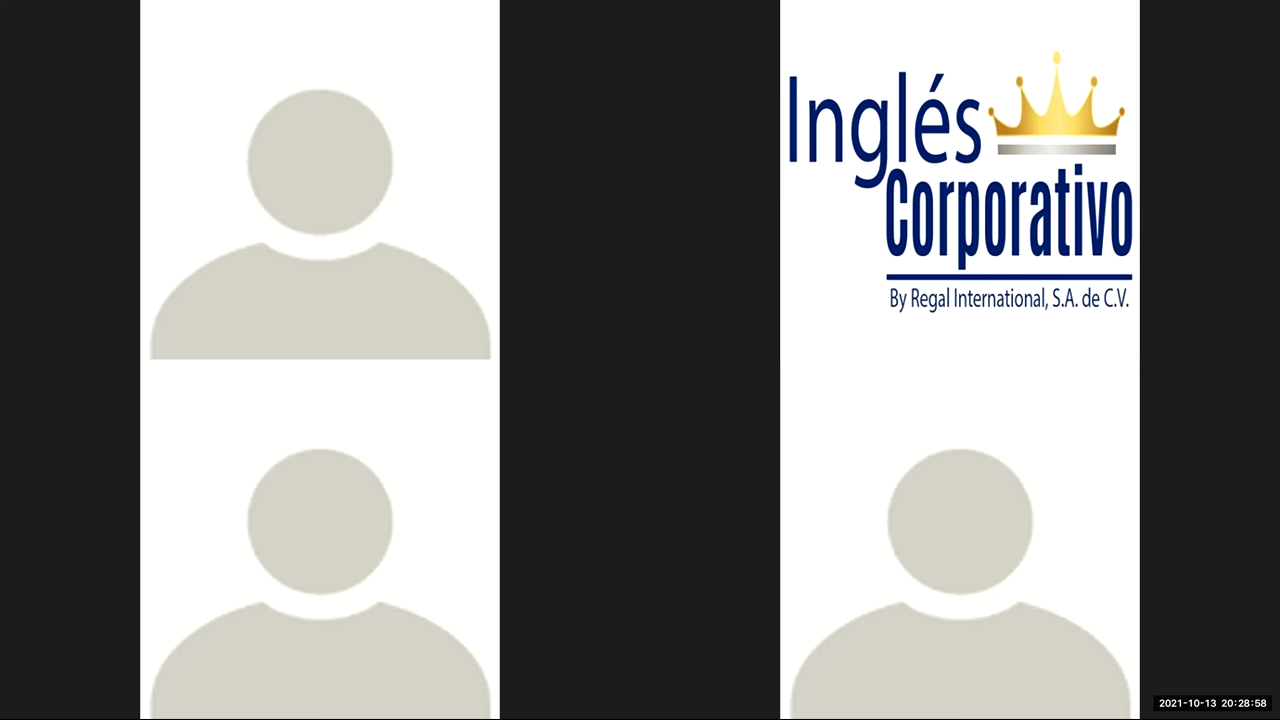 Inglés
Corporativo
By Regal International, S.A. de C.V.
2021-10-13 20:28:58